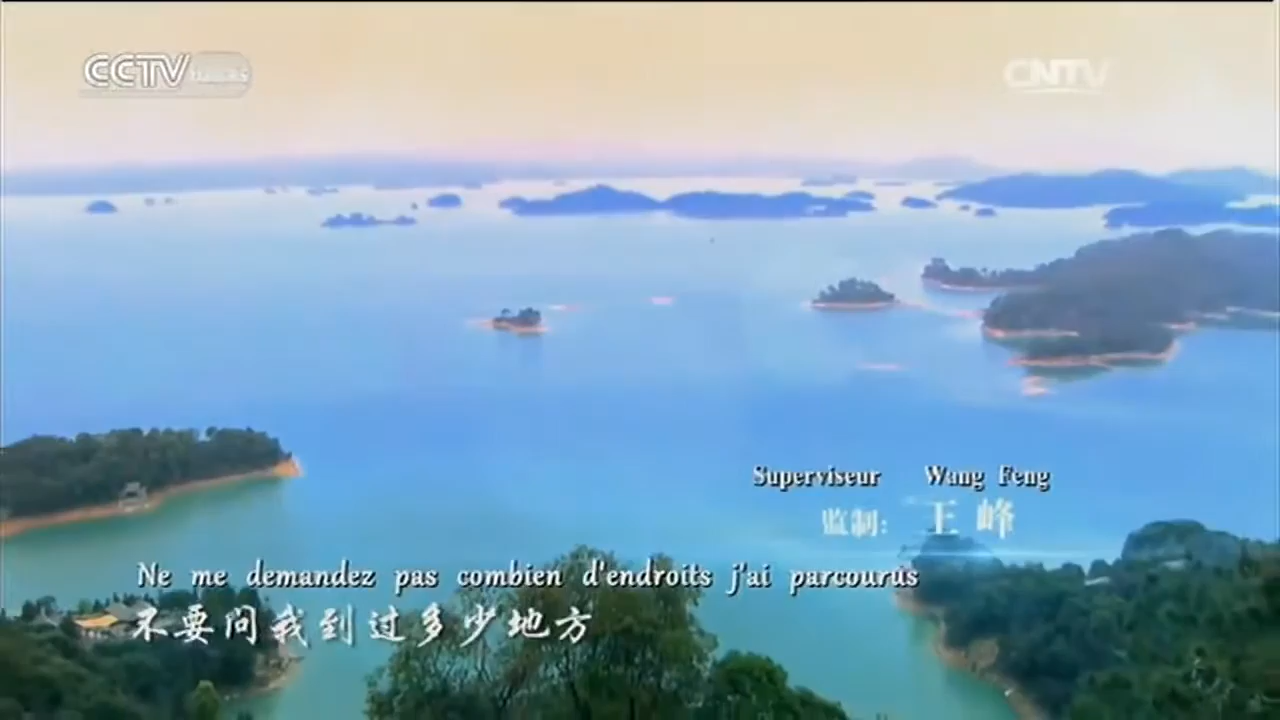 CCTV
CNTV
Superviseur Wang Feng
监制: 王峰
Ne me demandez pas combien d'endroits j'ai parcourus
不要问我到过多少地方